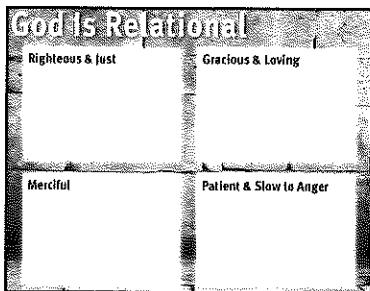 God Is Relational
Righteous & Just
Gracious & Loving
Merciful
Patient & Slow to Anger